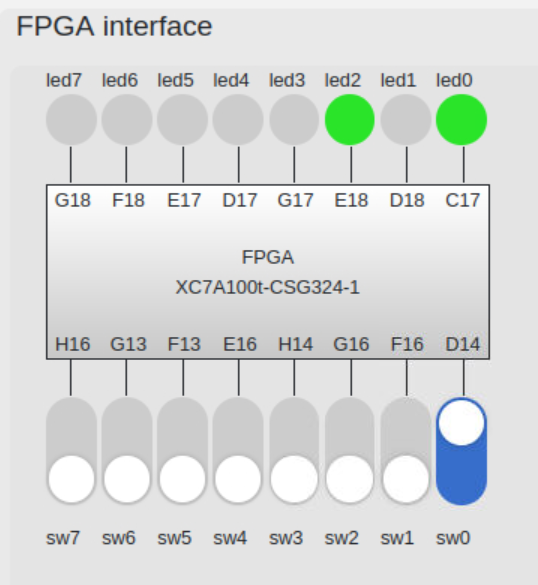 FPGA interface
led7 led6 led5 led4 led3 led2 led1 led0
G18 F18 E17 D17 G17 E18 D18 C17
FPGA
XC7A100t-CSG324-1
H16 G13 F13 E16 H14 G16 F16 D14
sw7 sw6 sw5 sw4 sw3 sw2 sw1 sw0